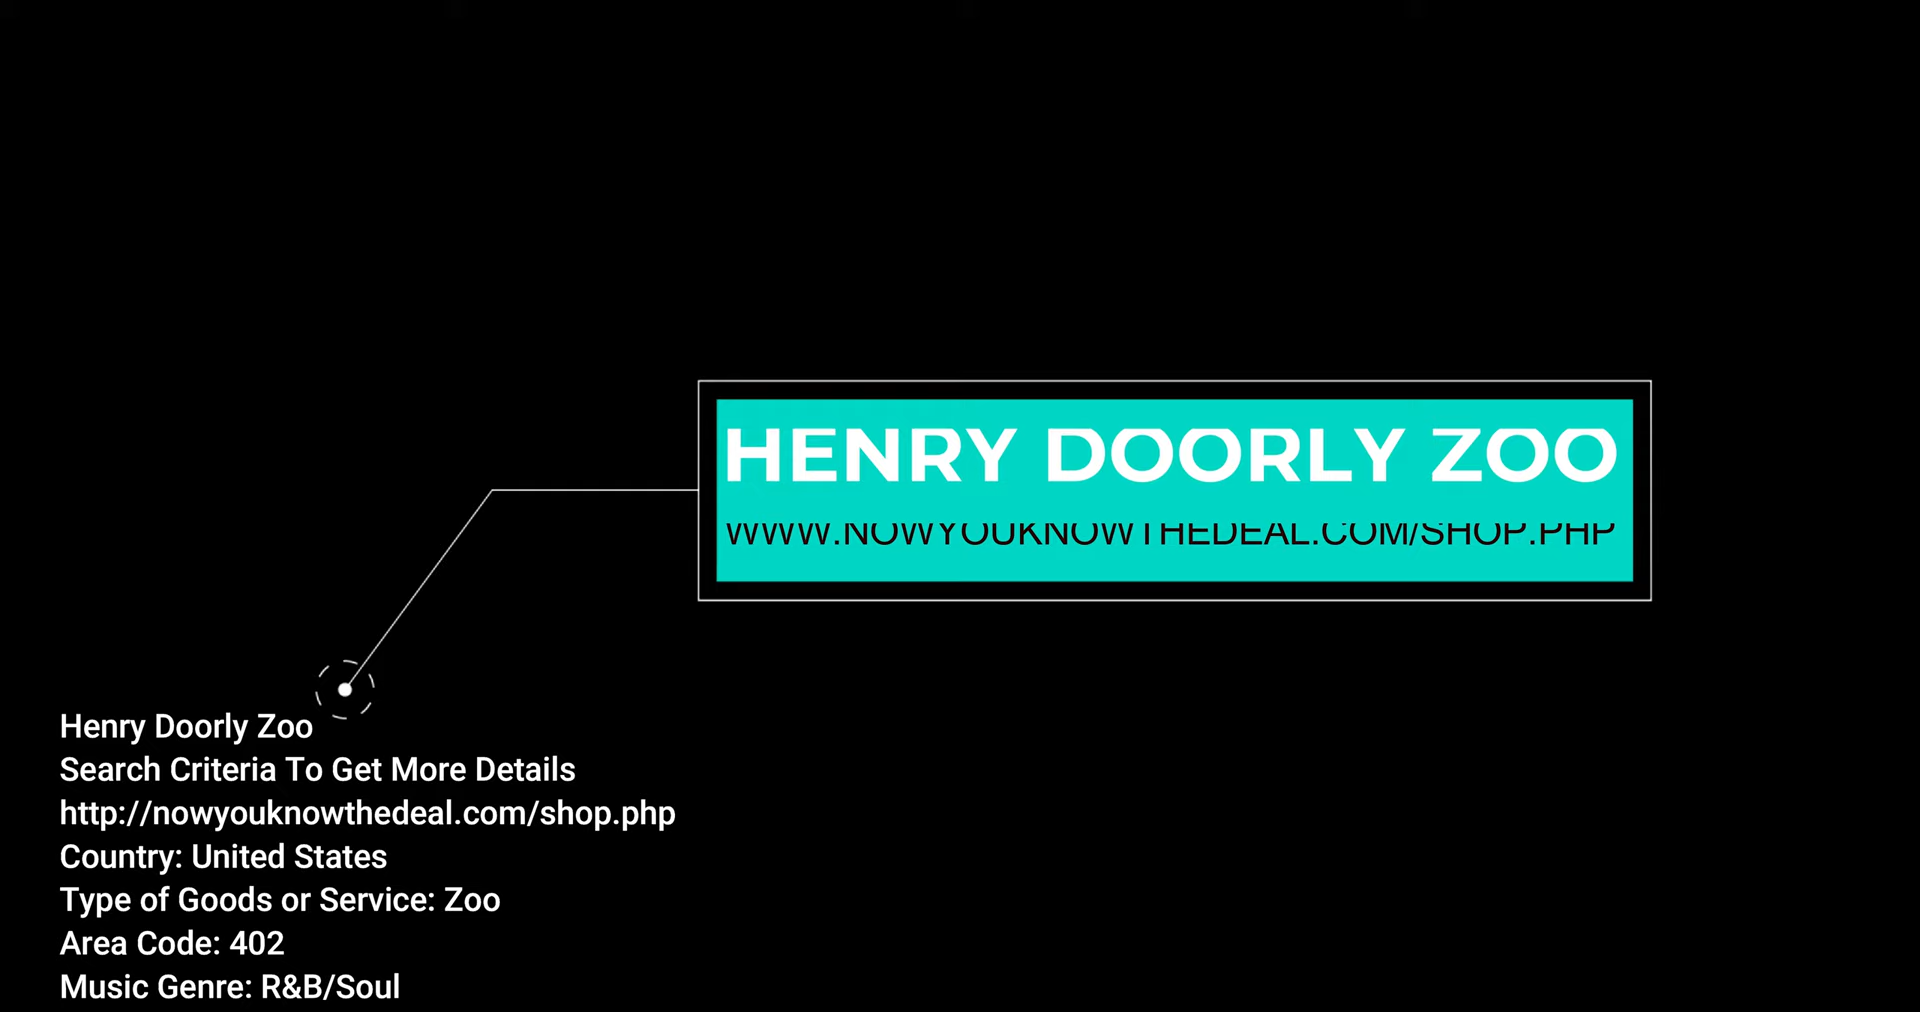 HENRY DOORLY ZOO
WWW.NOWYOUKNOWTHEDEAL.COM/SHOP.PHP
Henry Doorly Zoo
Search Criteria To Get More Details
http://nowyouknowthedeal.com/shop.php
Country: United States
Type of Goods or Service: Zoo
Area Code: 402
Music Genre: R&B/Soul